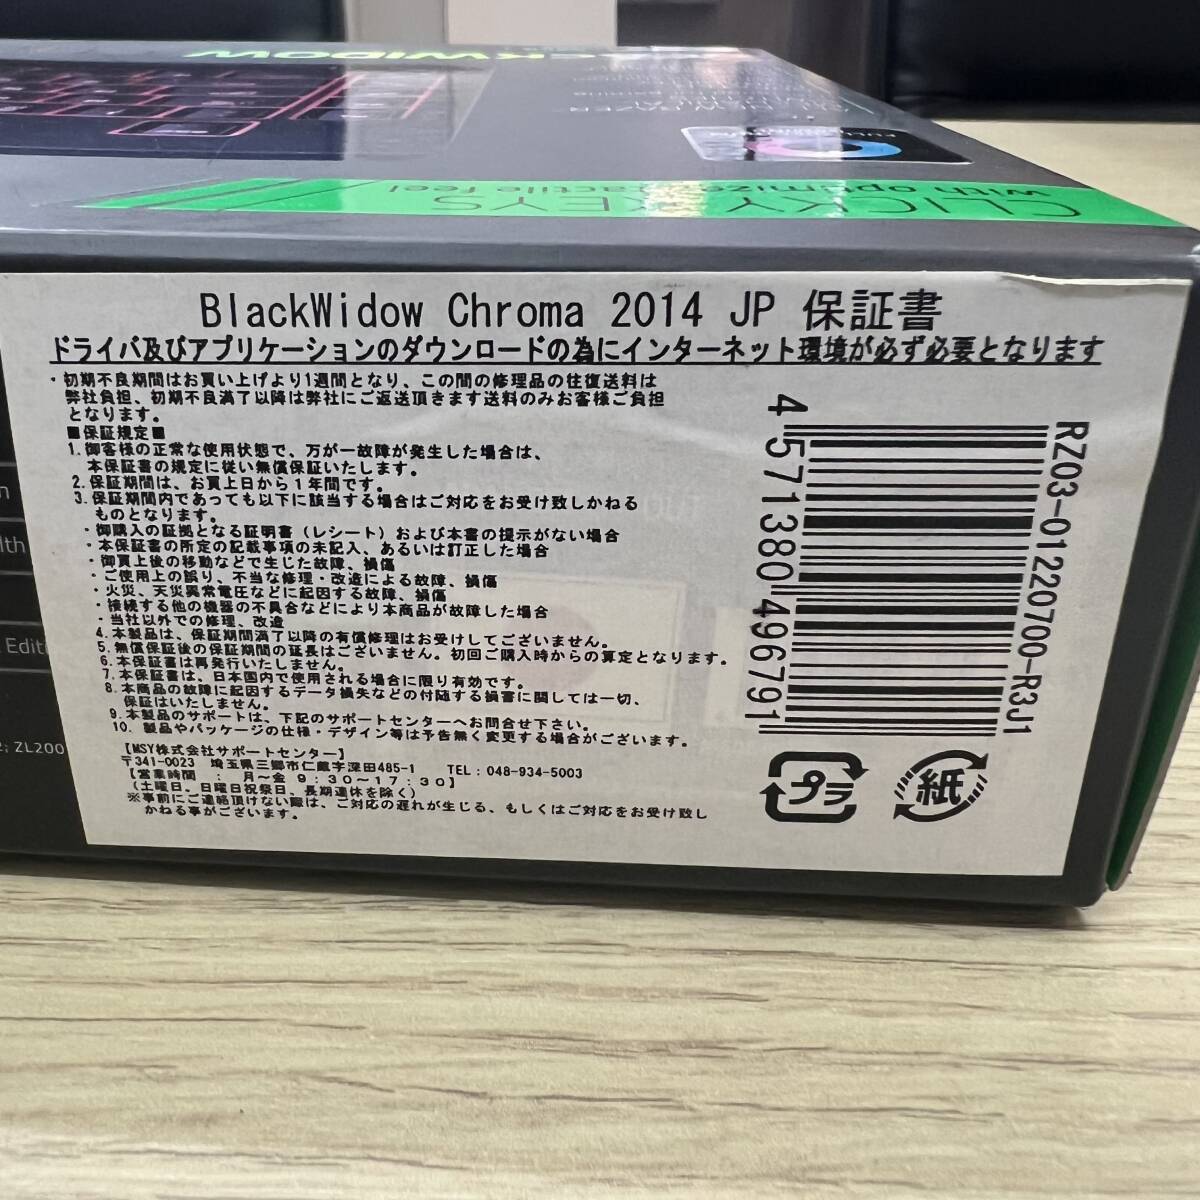 BLACKWIDOW
CLICKY KEYS
with optimized tactile feel
BlackWidow Chroma 2014 JP 保証書
ドライバ及びアプリケーションのダウンロードの為にインターネット環境が必ず必要となります
・初期不良期間はお買い上げより1週間となり、この間の修理品の往復送料は
弊社負担、初期不良満了以降は弊社にご返送頂きます送料のみお客様ご負担
となります。
■保証規定■
1.御客様の正常な使用状態で、万が一故障が発生した場合は、
本保証書の規定に従い無償保証いたします。
2.保証期間は、お買上日から1年間です。
3.保証期間内であっても以下に該当する場合はご対応をお受け致しかねる
ものとなります。
・御購入の証拠となる証明書（レシート）および本書の提示がない場合
・本保証書の所定の記載事項の未記入、あるいは訂正した場合
・御買上後の移動などで生じた故障、損傷
・ご使用上の誤り、不当な修理・改造による故障、損傷
・火災、天災異常電圧などに起因する故障、損傷
・接続する他の機器の不具合などにより本商品が故障した場合
・当社以外での修理、改造
4.本製品は、保証期間満了以降の有償修理はお受けしてございません。
5.無償保証後の保証期間の延長はございません。初回ご購入時からの算定となります。
6.本保証書は再発行いたしません。
7.本保証書は、日本国内で使用される場合に限り有効です。
8.本商品の故障に起因するデータ損失などの付随する損害に関しては一切、
保証はいたしません。
9.本製品のサポートは、下記のサポートセンターへお問合せ下さい。
10. 製品やパッケージの仕様・デザイン等は予告無く変更する場合がございます。
【MSY株式会社サポートセンター】
〒341-0023 埼玉県三郷市仁蔵字深田485-1 TEL：048-934-5003
【営業時間 ： 月～金 9：30～17：30】
（土曜日、日曜日祝祭日、長期連休を除く）
※事前にご連絡頂けない際は、ご対応の遅れが生じる、もしくはご対応をお受け致し
かねる事がございます。
4571380496791
RZ03-01220700-R3J1
プラ
紙
Editi
ZL200